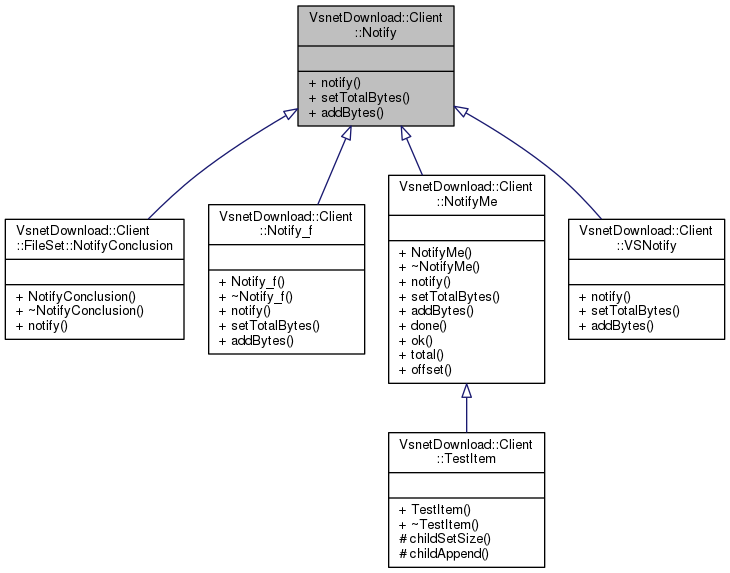 VsnetDownload::Client
::Notify
+ notify()
+ setTotalBytes()
+ addBytes()
VsnetDownload::Client
::FileSet::NotifyConclusion
+ NotifyConclusion()
+ ~NotifyConclusion()
+ notify()
VsnetDownload::Client
::Notify_f
+ Notify_f()
+ ~Notify_f()
+ notify()
+ setTotalBytes()
+ addBytes()
VsnetDownload::Client
::NotifyMe
+ NotifyMe()
+ ~NotifyMe()
+ notify()
+ setTotalBytes()
+ addBytes()
+ done()
+ ok()
+ total()
+ offset()
VsnetDownload::Client
::VSNotify
+ notify()
+ setTotalBytes()
+ addBytes()
VsnetDownload::Client
::TestItem
+ TestItem()
+ ~TestItem()
# childSetSize()
# childAppend()